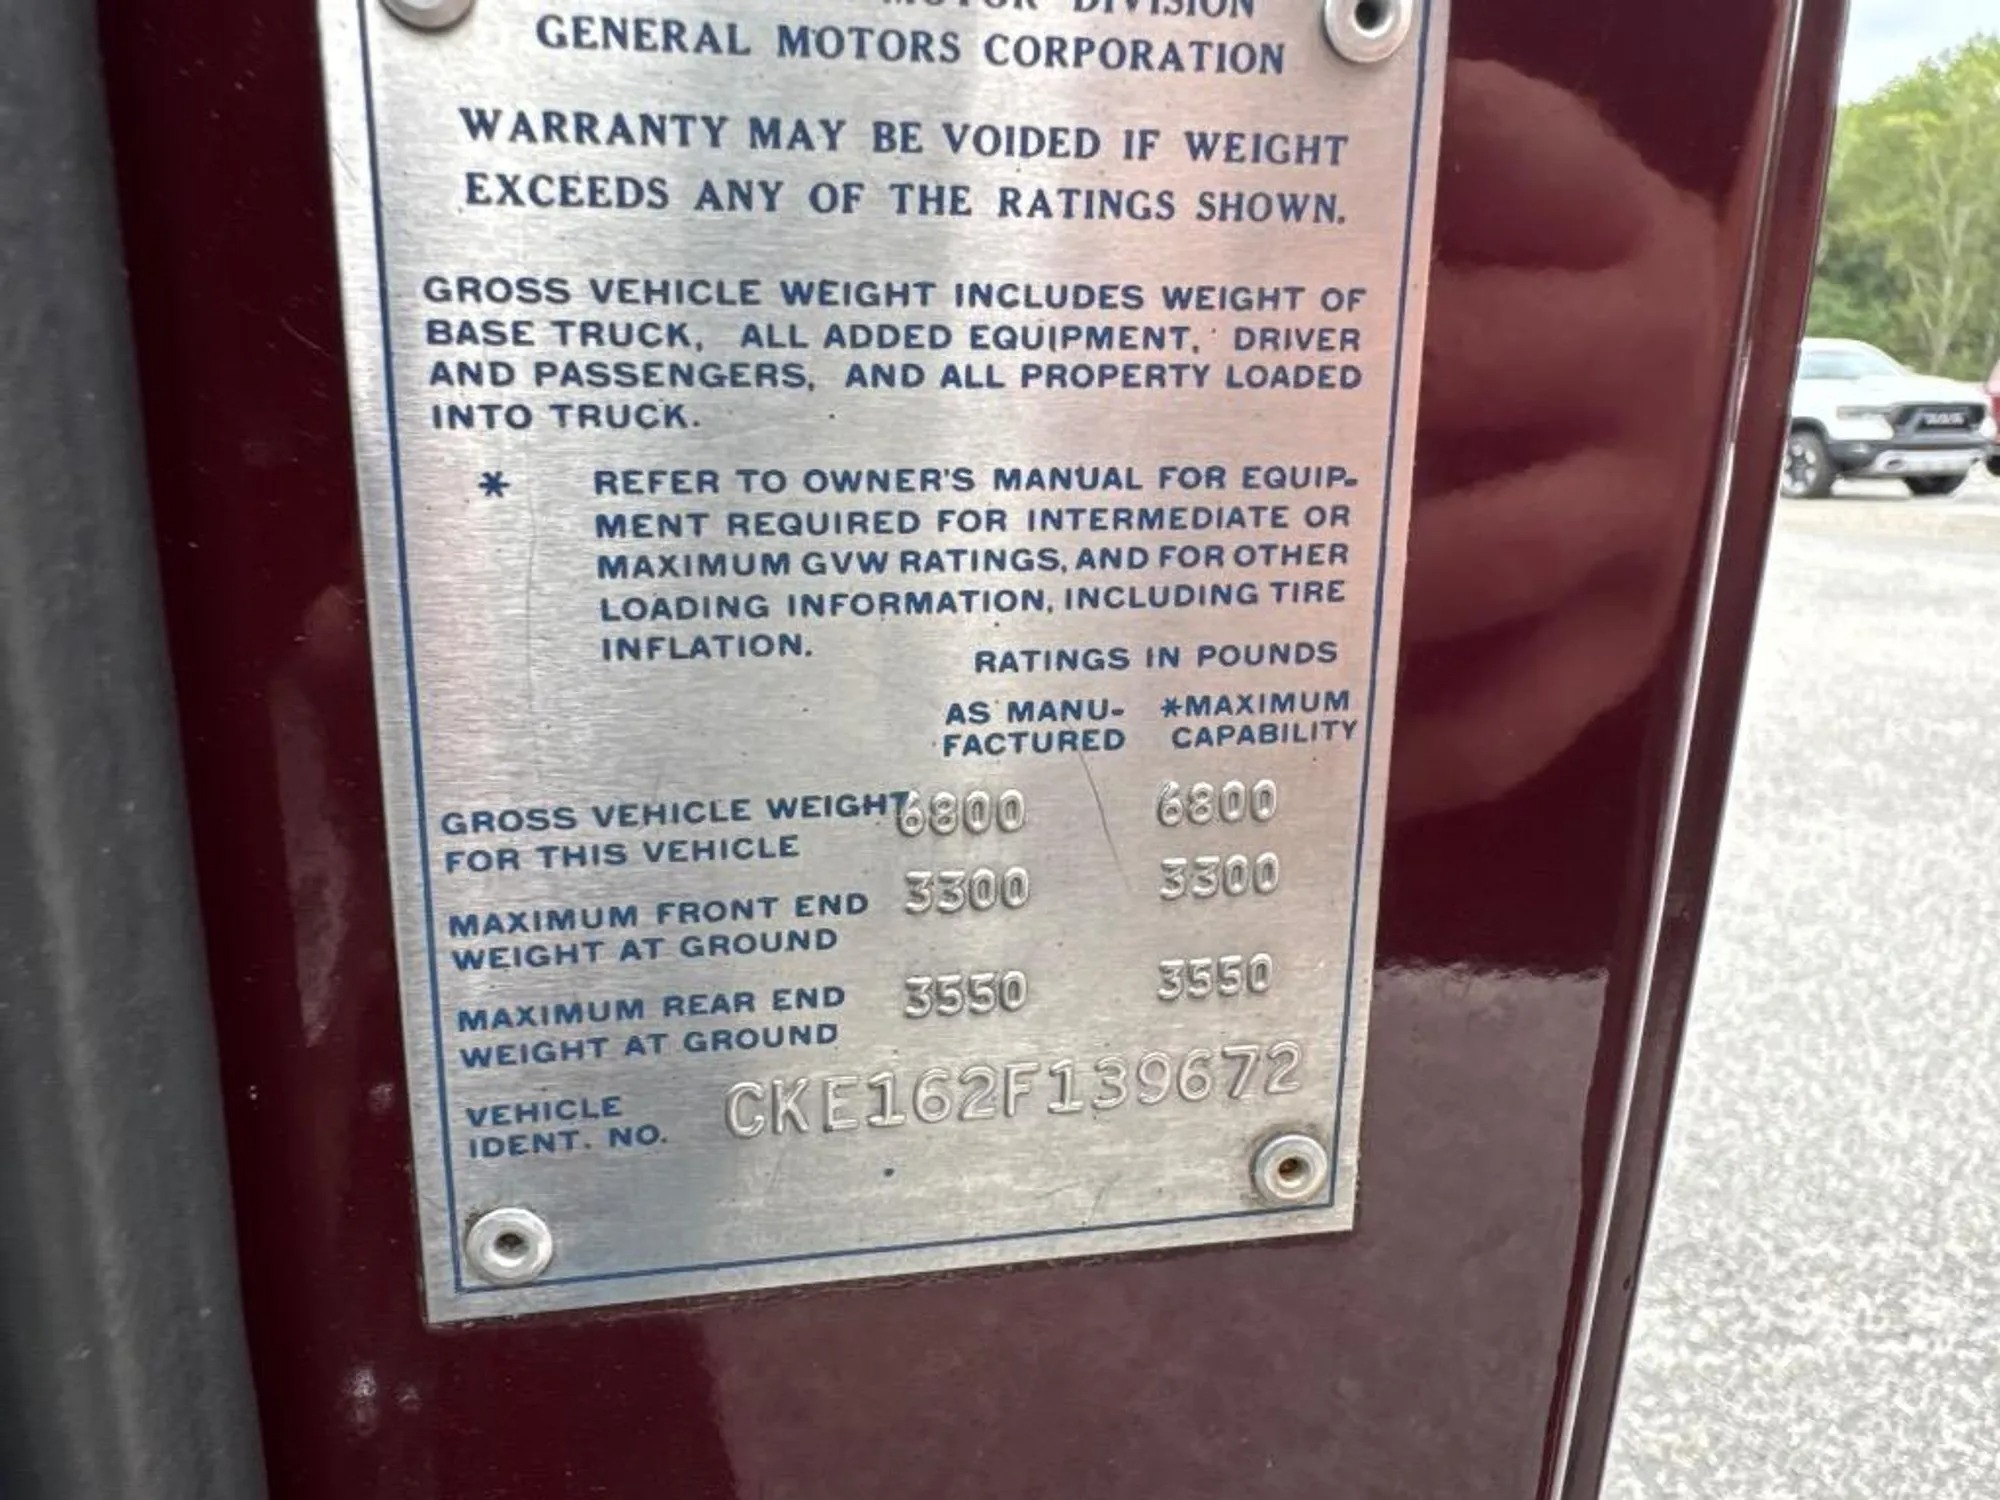 MOTOR DIVISION
GENERAL MOTORS CORPORATION
WARRANTY MAY BE VOIDED IF WEIGHT
EXCEEDS ANY OF THE RATINGS SHOWN.
GROSS VEHICLE WEIGHT INCLUDES WEIGHT OF
BASE TRUCK, ALL ADDED EQUIPMENT, DRIVER
AND PASSENGERS, AND ALL PROPERTY LOADED
INTO TRUCK.
* REFER TO OWNER'S MANUAL FOR EQUIP-
MENT REQUIRED FOR INTERMEDIATE OR
MAXIMUM GVW RATINGS, AND FOR OTHER
LOADING INFORMATION, INCLUDING TIRE
INFLATION.
RATINGS IN POUNDS
AS MANU- *MAXIMUM
FACTURED CAPABILITY
GROSS VEHICLE WEIGHT 6800 6800
FOR THIS VEHICLE
MAXIMUM FRONT END 3300 3300
WEIGHT AT GROUND
MAXIMUM REAR END 3550 3550
WEIGHT AT GROUND
VEHICLE CKE162F139672
IDENT. NO.